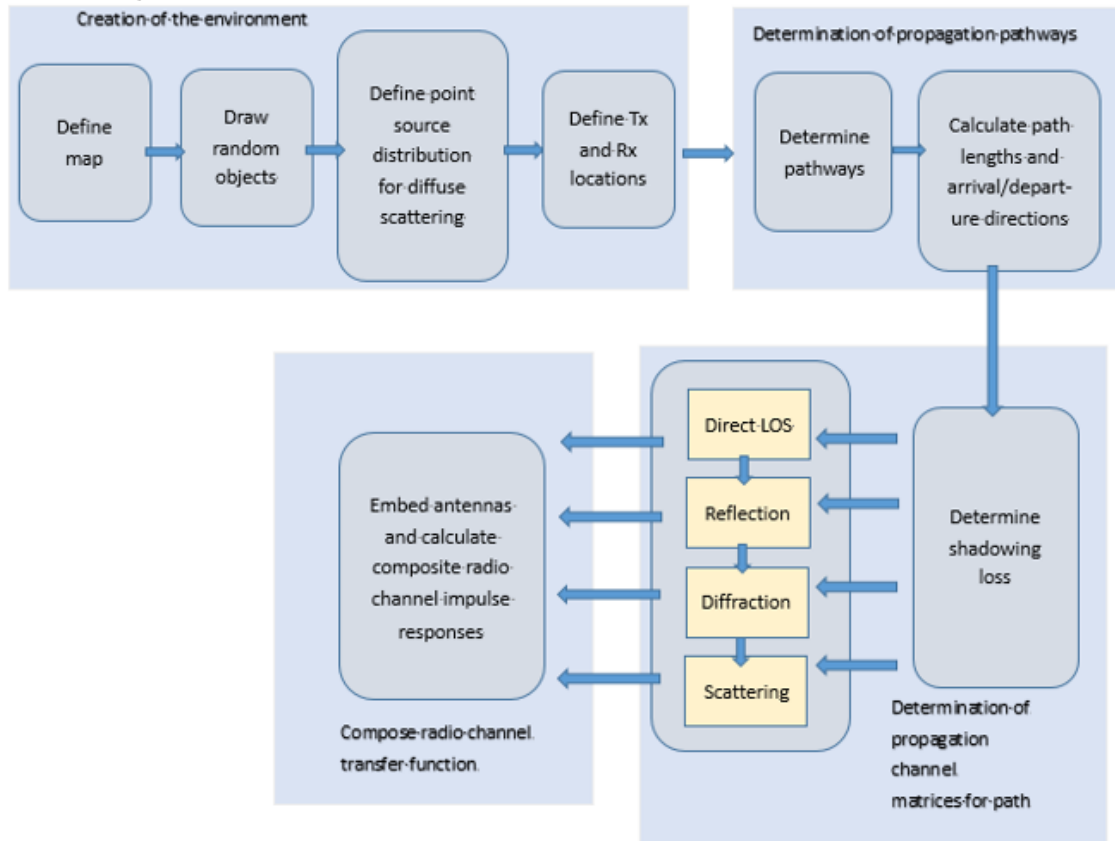 Creation of the environment
Define
map
Draw
random
objects
Define point
source
distribution
for diffuse
scattering
Define Tx
and Rx
locations
Determination of propagation pathways
Determine
pathways
Calculate path
lengths and
arrival/depart-
ure directions
Determine
shadowing
loss
Determination of
propagation
channel
matrices for path
Direct LOS
Reflection
Diffraction
Scattering
Embed antennas
and calculate
composite radio
channel impulse
responses
Compose radio channel
transfer function